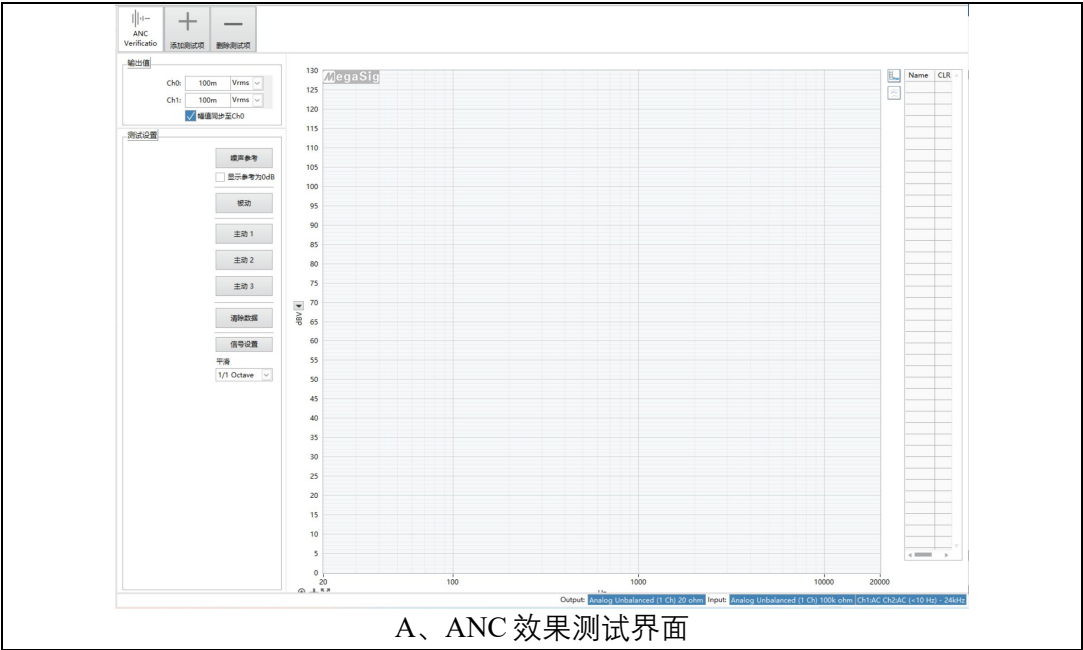 ANC
Verificatio
添加测试项
删除测试项
输出值
Ch0: 100m Vrms
Ch1: 100m Vrms
幅值同步至Ch0
测试设置
噪声参考
显示参考为0dB
被动
主动 1
主动 2
主动 3
清除数据
信号设置
平滑
1/1 Octave
MegaSig
130
125
120
115
110
105
100
95
90
85
80
75
70
65
60
55
50
45
40
35
30
25
20
15
10
5
0
dBPA
20 100 1000 10000 20000
Name CLR
Output: Analog Unbalanced (1 Ch) 20 ohm Input: Analog Unbalanced (1 Ch) 100k ohm Ch1:AC Ch2:AC (<10 Hz) - 24kHz
A、ANC 效果测试界面